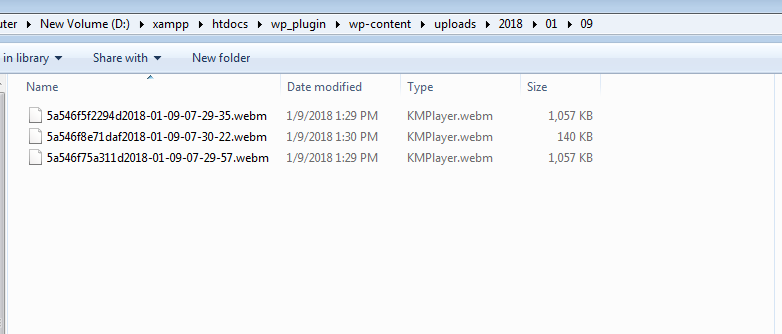 uter ▸ New Volume (D:) ▸ xampp ▸ htdocs ▸ wp_plugin ▸ wp-content ▸ uploads ▸ 2018 ▸ 01 ▸ 09
in library Share with New folder
Name Date modified Type Size
5a546f5f2294d2018-01-09-07-29-35.webm 1/9/2018 1:29 PM KMPlayer.webm 1,057 KB
5a546f8e71daf2018-01-09-07-30-22.webm 1/9/2018 1:30 PM KMPlayer.webm 140 KB
5a546f75a311d2018-01-09-07-29-57.webm 1/9/2018 1:29 PM KMPlayer.webm 1,057 KB